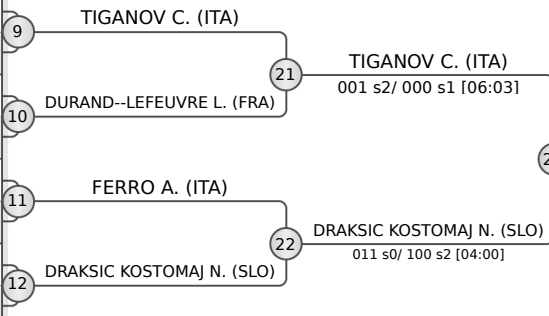 9
TIGANOV C. (ITA)
21
TIGANOV C. (ITA)
001 s2/ 000 s1 [06:03]
10
DURAND--LEFEUVRE L. (FRA)
11
FERRO A. (ITA)
22
DRAKSIC KOSTOMAJ N. (SLO)
011 s0/ 100 s2 [04:00]
12
DRAKSIC KOSTOMAJ N. (SLO)